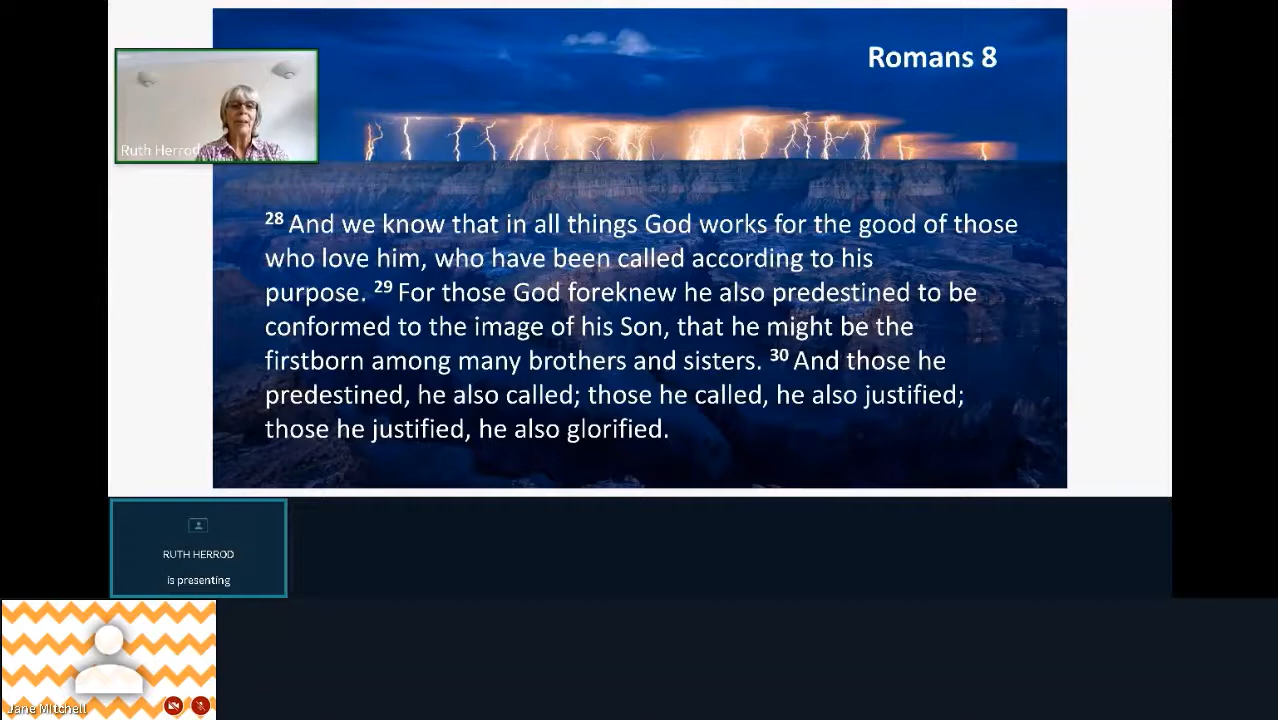 Romans 8
Ruth Herrod
28 And we know that in all things God works for the good of those
who love him, who have been called according to his
purpose. 29 For those God foreknew he also predestined to be
conformed to the image of his Son, that he might be the
firstborn among many brothers and sisters. 30 And those he
predestined, he also called; those he called, he also justified;
those he justified, he also glorified.
RUTH HERROD
is presenting
Jane Mitchell